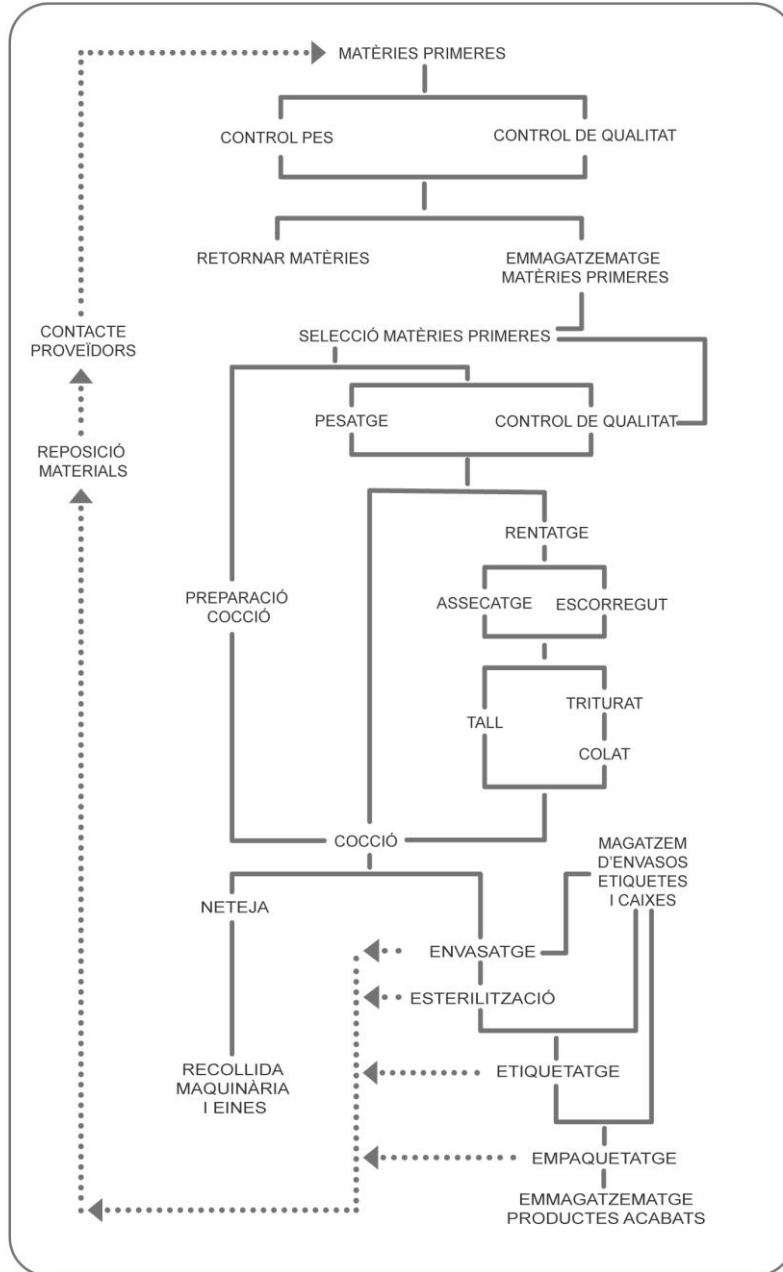 MATÈRIES PRIMERES
CONTROL PES
CONTROL DE QUALITAT
RETORNAR MATÈRIES
EMMAGATZEMATGE
MATÈRIES PRIMERES
CONTACTE
PROVEÏDORS
SELECCIÓ MATÈRIES PRIMERES
PESATGE
CONTROL DE QUALITAT
REPOSICIÓ
MATERIALS
RENTATGE
PREPARACIÓ
COCCIÓ
ASSECATGE
ESCORREGUT
TALL
TRITURAT
COLAT
COCCIÓ
MAGATZEM
D'ENVASOS
ETIQUETES
I CAIXES
NETEJA
ENVASATGE
ESTERILITZACIÓ
RECOLLIDA
MAQUINÀRIA
I EINES
ETIQUETATGE
EMPAQUETATGE
EMMAGATZEMATGE
PRODUCTES ACABATS